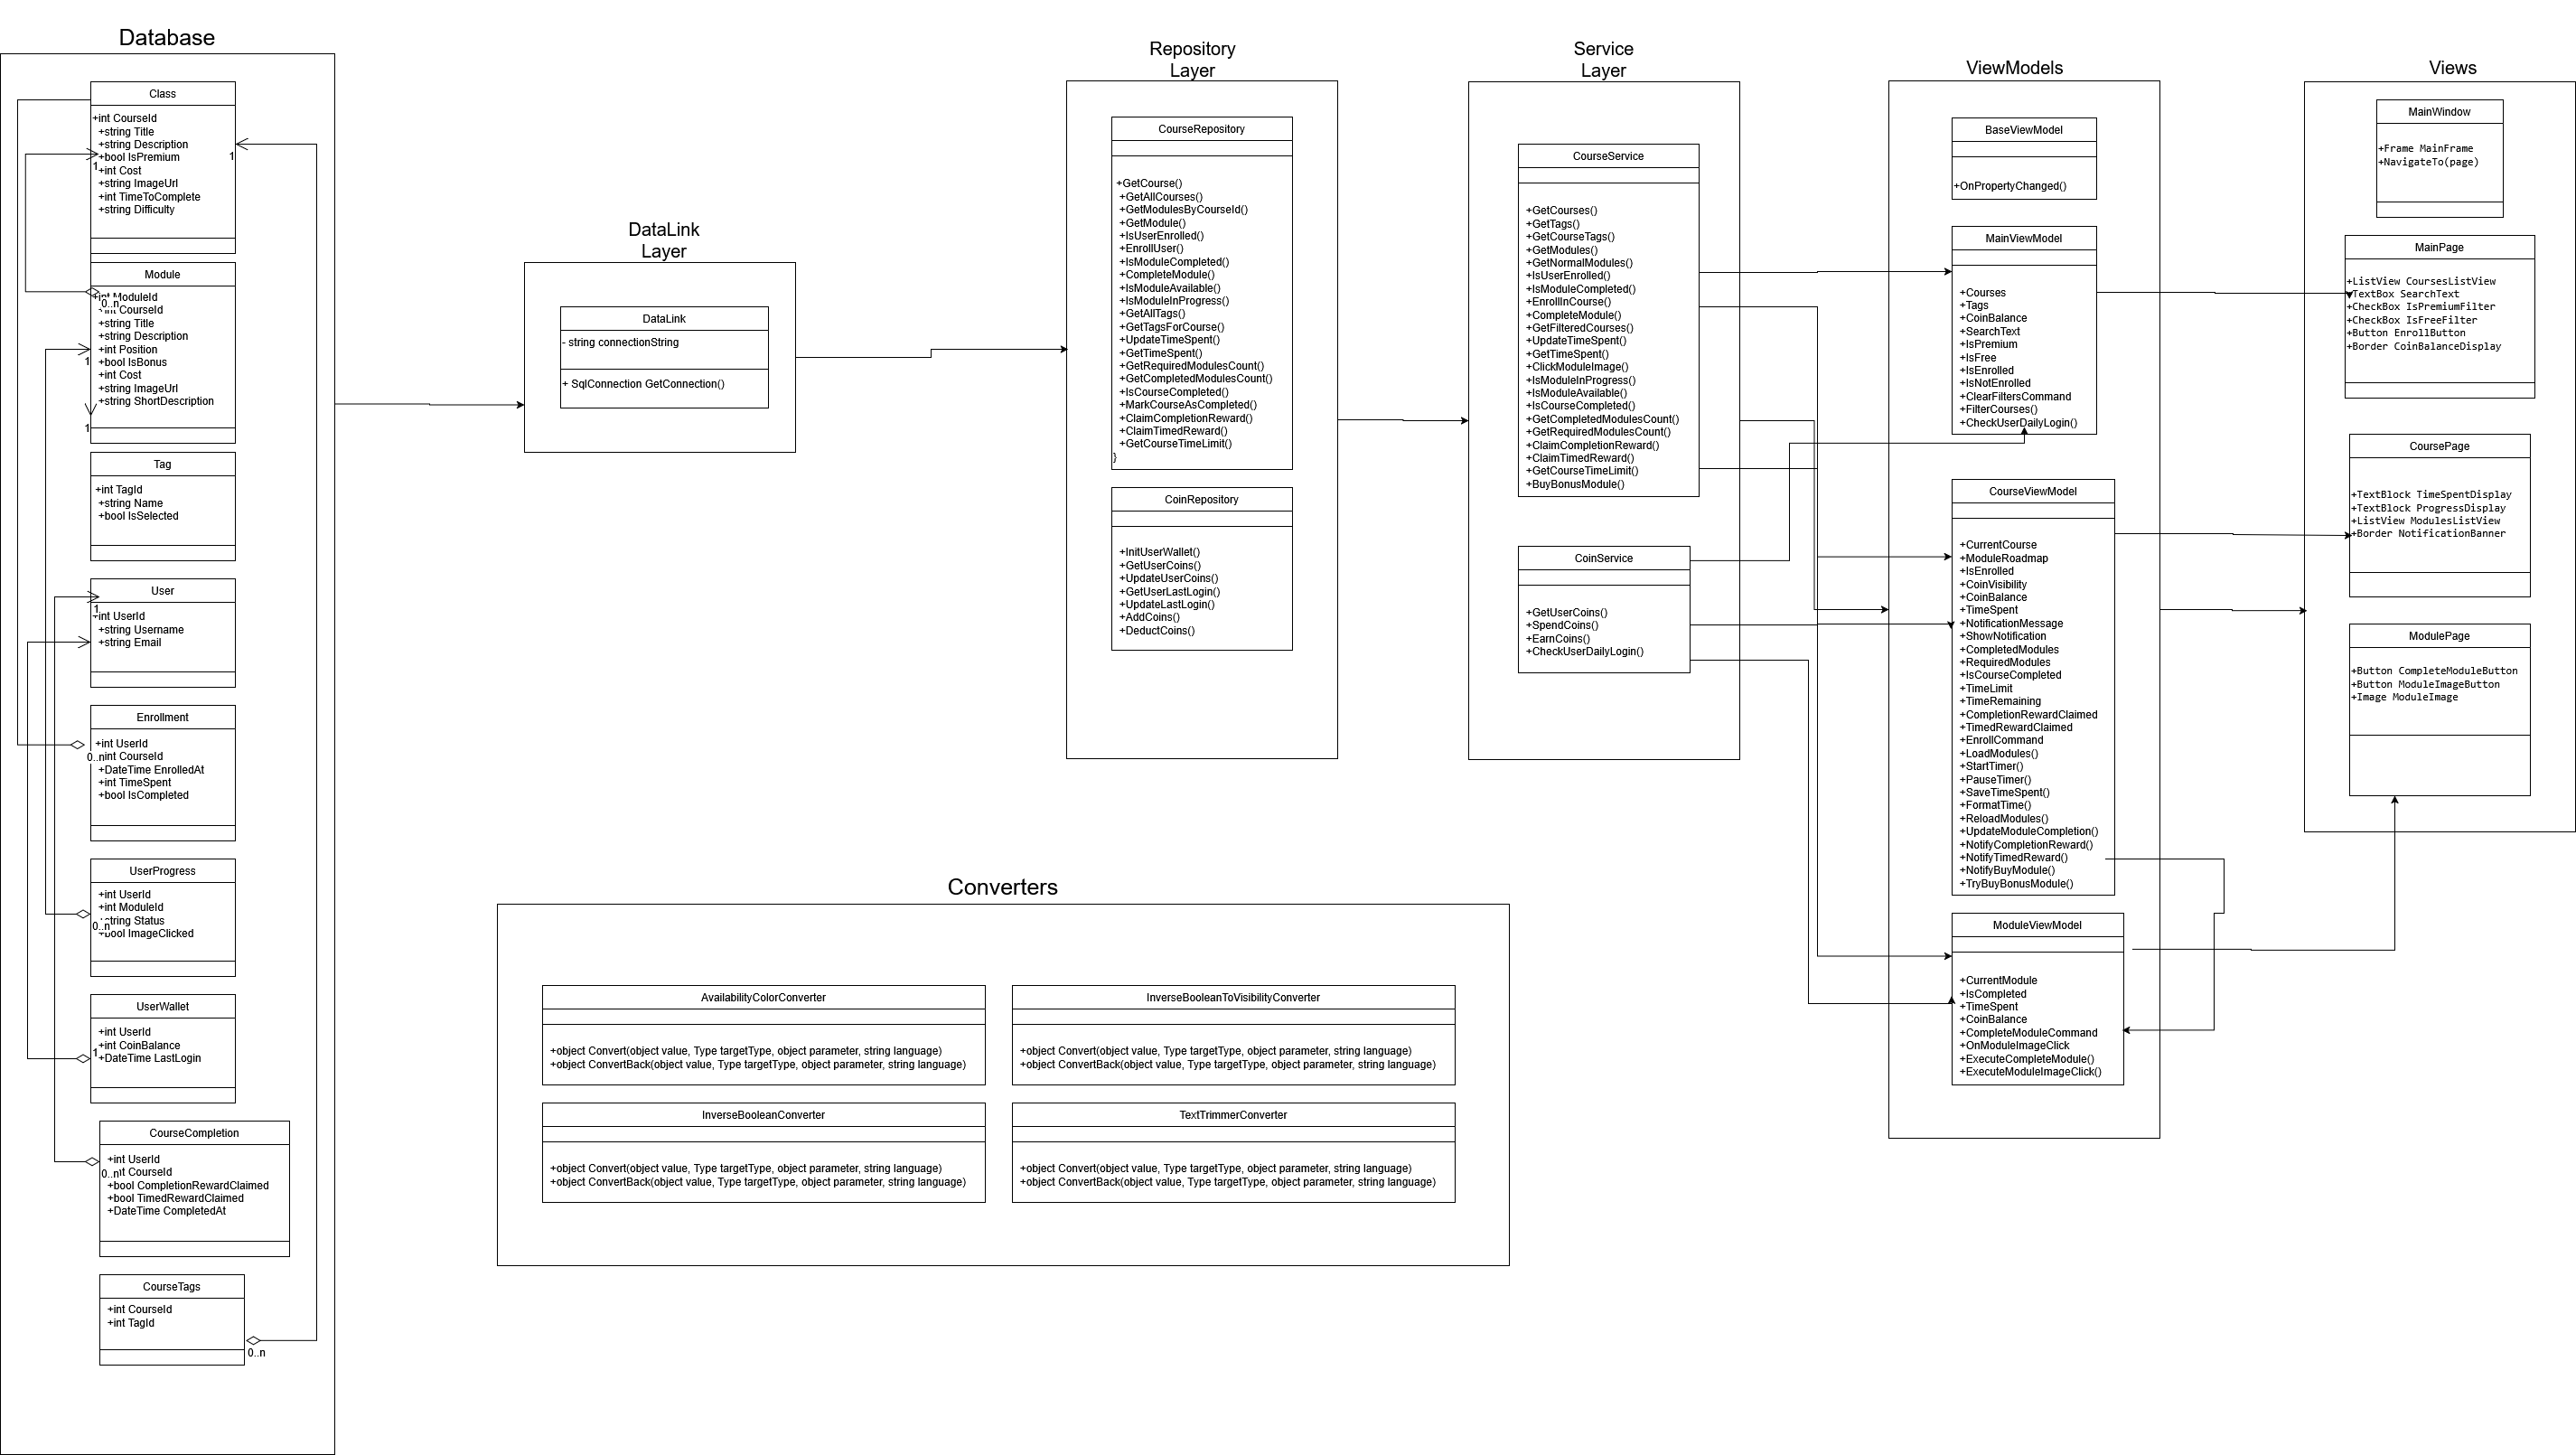 Database
Class
+int CourseId
+string Title
+string Description
+bool IsPremium
+int Cost
+string ImageUrl
+int TimeToComplete
+string Difficulty
1
1
Module
+int ModuleId
0..n
+int CourseId
+string Title
+string Description
+int Position
+bool IsBonus
+int Cost
+string ImageUrl
+string ShortDescription
1
1
Tag
+int TagId
+string Name
+bool IsSelected
User
1
+int UserId
+string Username
+string Email
Enrollment
+int UserId
0..n
+int CourseId
+DateTime EnrolledAt
+int TimeSpent
+bool IsCompleted
UserProgress
+int UserId
+int ModuleId
+string Status
0..n
+bool ImageClicked
UserWallet
+int UserId
+int CoinBalance
1
+DateTime LastLogin
CourseCompletion
+int UserId
0..n
+int CourseId
+bool CompletionRewardClaimed
+bool TimedRewardClaimed
+DateTime CompletedAt
CourseTags
+int CourseId
+int TagId
0..n
DataLink
Layer
DataLink
- string connectionString
+ SqlConnection GetConnection()
Repository
Layer
CourseRepository
+GetCourse()
+GetAllCourses()
+GetModulesByCourseId()
+GetModule()
+IsUserEnrolled()
+EnrollUser()
+IsModuleCompleted()
+CompleteModule()
+IsModuleAvailable()
+IsModuleInProgress()
+GetAllTags()
+GetTagsForCourse()
+UpdateTimeSpent()
+GetTimeSpent()
+GetRequiredModulesCount()
+GetCompletedModulesCount()
+IsCourseCompleted()
+MarkCourseAsCompleted()
+ClaimCompletionReward()
+ClaimTimedReward()
+GetCourseTimeLimit()
}
CoinRepository
+InitUserWallet()
+GetUserCoins()
+UpdateUserCoins()
+GetUserLastLogin()
+UpdateLastLogin()
+AddCoins()
+DeductCoins()
Service
Layer
CourseService
+GetCourses()
+GetTags()
+GetCourseTags()
+GetModules()
+GetNormalModules()
+IsUserEnrolled()
+IsModuleCompleted()
+EnrollInCourse()
+CompleteModule()
+GetFilteredCourses()
+UpdateTimeSpent()
+GetTimeSpent()
+ClickModuleImage()
+IsModuleInProgress()
+IsModuleAvailable()
+IsCourseCompleted()
+GetCompletedModulesCount()
+GetRequiredModulesCount()
+ClaimCompletionReward()
+ClaimTimedReward()
+GetCourseTimeLimit()
+BuyBonusModule()
CoinService
+GetUserCoins()
+SpendCoins()
+EarnCoins()
+CheckUserDailyLogin()
ViewModels
BaseViewModel
+OnPropertyChanged()
MainViewModel
+Courses
+Tags
+CoinBalance
+SearchText
+IsPremium
+IsFree
+IsEnrolled
+IsNotEnrolled
+ClearFiltersCommand
+FilterCourses()
+CheckUserDailyLogin()
CourseViewModel
+CurrentCourse
+ModuleRoadmap
+IsEnrolled
+CoinVisibility
+CoinBalance
+TimeSpent
+NotificationMessage
+ShowNotification
+CompletedModules
+RequiredModules
+IsCourseCompleted
+TimeLimit
+TimeRemaining
+CompletionRewardClaimed
+TimedRewardClaimed
+EnrollCommand
+LoadModules()
+StartTimer()
+PauseTimer()
+SaveTimeSpent()
+FormatTime()
+ReloadModules()
+UpdateModuleCompletion()
+NotifyCompletionReward()
+NotifyTimedReward()
+NotifyBuyModule()
+TryBuyBonusModule()
ModuleViewModel
+CurrentModule
+IsCompleted
+TimeSpent
+CoinBalance
+CompleteModuleCommand
+OnModuleImageClick
+ExecuteCompleteModule()
+ExecuteModuleImageClick()
Views
MainWindow
+Frame MainFrame
+NavigateTo(page)
MainPage
+ListView CoursesListView
+TextBox SearchText
+CheckBox IsPremiumFilter
+CheckBox IsFreeFilter
+Button EnrollButton
+Border CoinBalanceDisplay
CoursePage
+TextBlock TimeSpentDisplay
+TextBlock ProgressDisplay
+ListView ModulesListView
+Border NotificationBanner
ModulePage
+Button CompleteModuleButton
+Button ModuleImageButton
+Image ModuleImage
Converters
AvailabilityColorConverter
+object Convert(object value, Type targetType, object parameter, string language)
+object ConvertBack(object value, Type targetType, object parameter, string language)
InverseBooleanToVisibilityConverter
+object Convert(object value, Type targetType, object parameter, string language)
+object ConvertBack(object value, Type targetType, object parameter, string language)
InverseBooleanConverter
+object Convert(object value, Type targetType, object parameter, string language)
+object ConvertBack(object value, Type targetType, object parameter, string language)
TextTrimmerConverter
+object Convert(object value, Type targetType, object parameter, string language)
+object ConvertBack(object value, Type targetType, object parameter, string language)